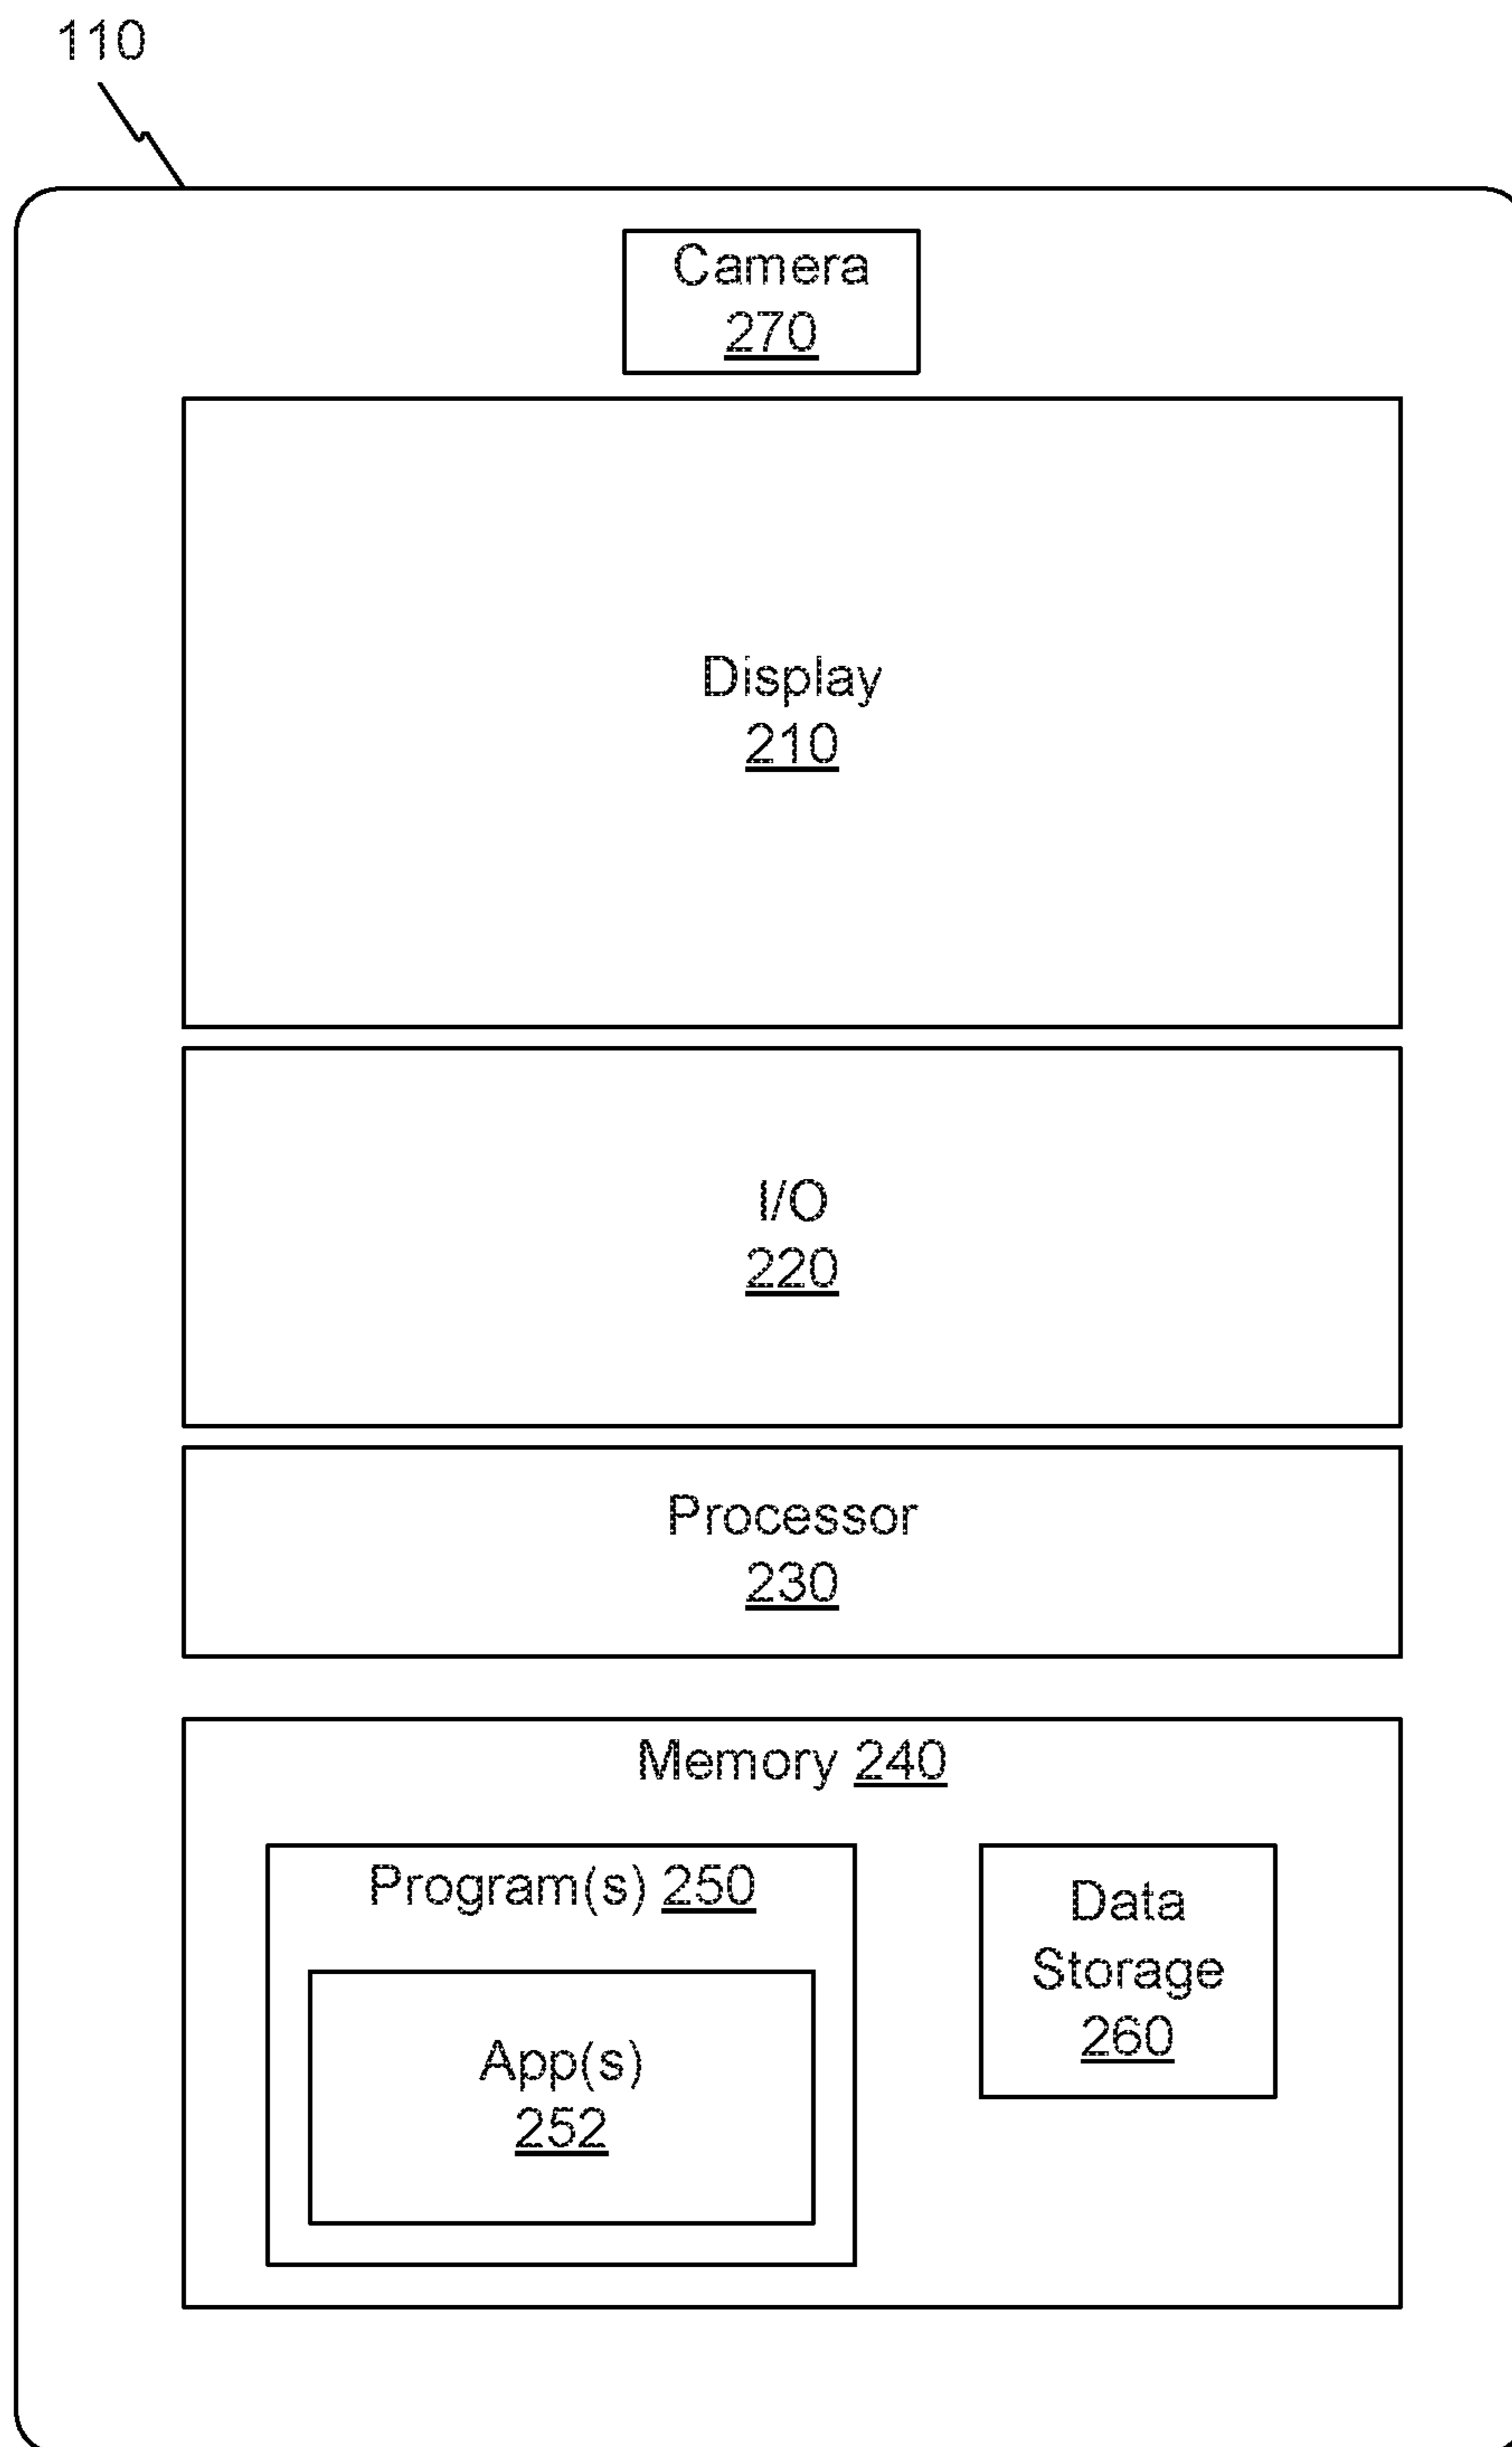 110
Camera
270
Display
210
I/O
220
Processor
230
Memory 240
Program(s) 250
App(s)
252
Data
Storage
260